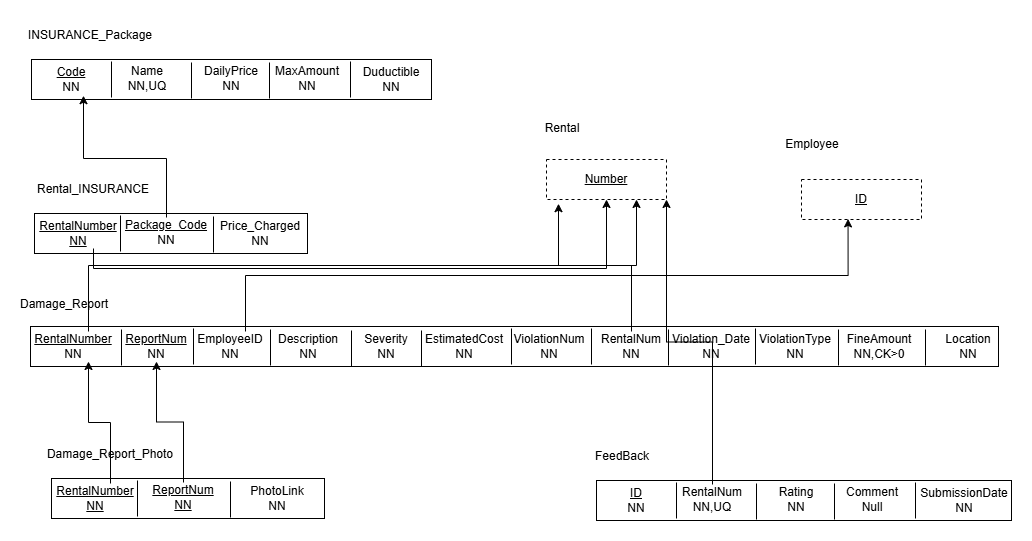 INSURANCE_Package
Code Name DailyPrice MaxAmount Duductible
NN NN,UQ NN NN NN
Rental
Employee
Number
ID
Rental_INSURANCE
RentalNumber Package_Code Price_Charged
NN NN NN
Damage_Report
RentalNumber ReportNum EmployeeID Description Severity EstimatedCost ViolationNum RentalNum Violation_Date ViolationType FineAmount Location
NN NN NN NN NN NN NN NN NN NN NN,CK>0 NN
Damage_Report_Photo
FeedBack
RentalNumber ReportNum PhotoLink
NN NN NN
ID RentalNum Rating Comment SubmissionDate
NN NN,UQ NN Null NN